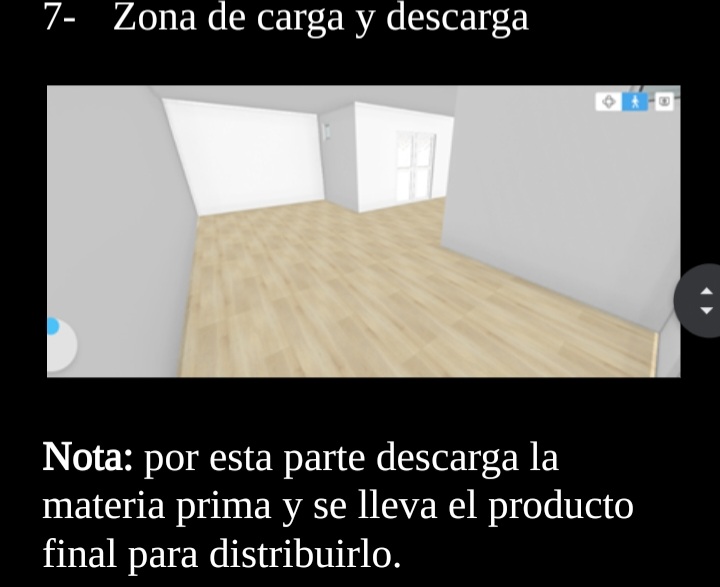 7- Zona de carga y descarga
Nota: por esta parte descarga la
materia prima y se lleva el producto
final para distribuirlo.